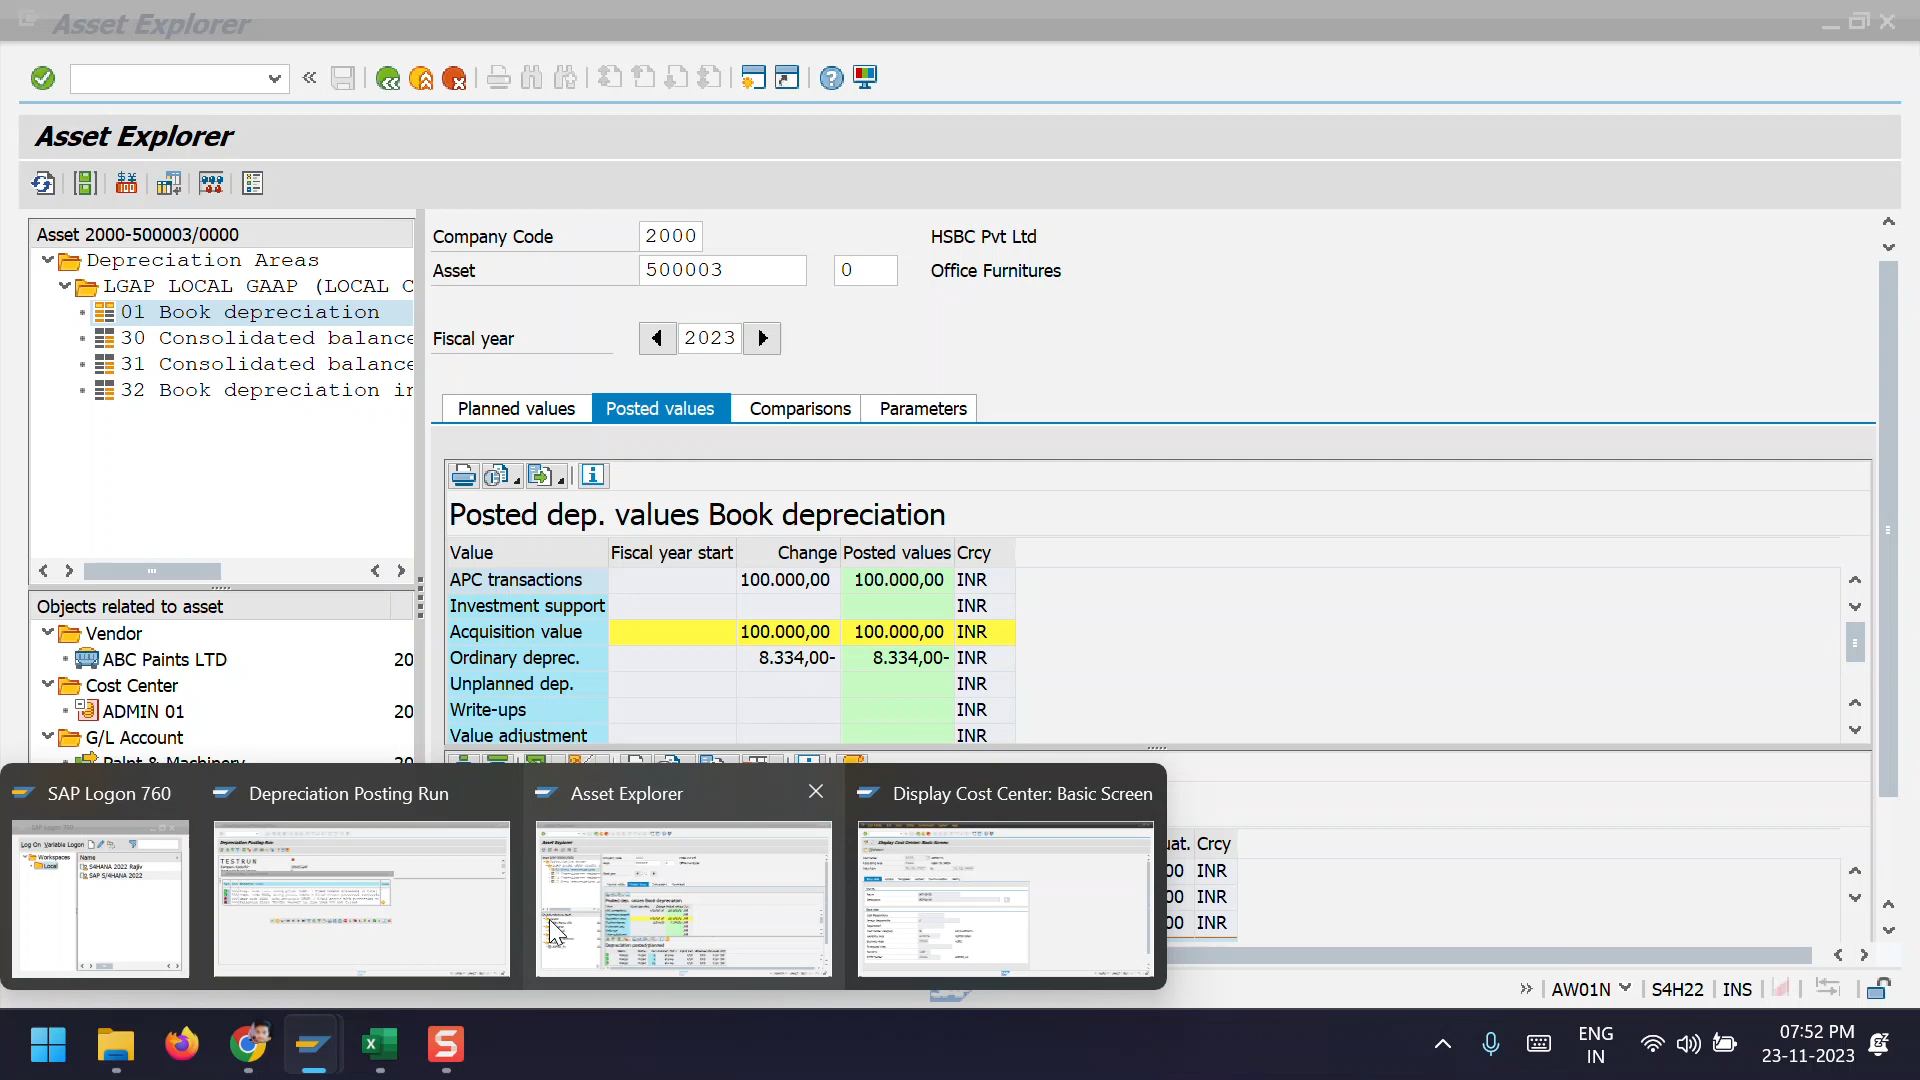 Asset Explorer
Asset Explorer
Asset 2000-500003/0000
Depreciation Areas
LGAP LOCAL GAAP (LOCAL C
01 Book depreciation
30 Consolidated balance
31 Consolidated balance
32 Book depreciation in
Objects related to asset
Vendor
ABC Paints LTD 20
Cost Center
ADMIN 01 20
G/L Account
Company Code 2000 HSBC Pvt Ltd
Asset 500003 0 Office Furnitures
Fiscal year 2023
Planned values Posted values Comparisons Parameters
Posted dep. values Book depreciation
Value Fiscal year start Change Posted values Crcy
APC transactions 100.000,00 100.000,00 INR
Investment support INR
Acquisition value 100.000,00 100.000,00 INR
Ordinary deprec. 8.334,00- 8.334,00- INR
Unplanned dep. INR
Write-ups INR
Value adjustment INR
SAP Logon 760
Depreciation Posting Run
Asset Explorer
Display Cost Center: Basic Screen
Crcy
00 INR
00 INR
00 INR
AW01N S4H22 INS
ENG
IN
07:52 PM
23-11-2023